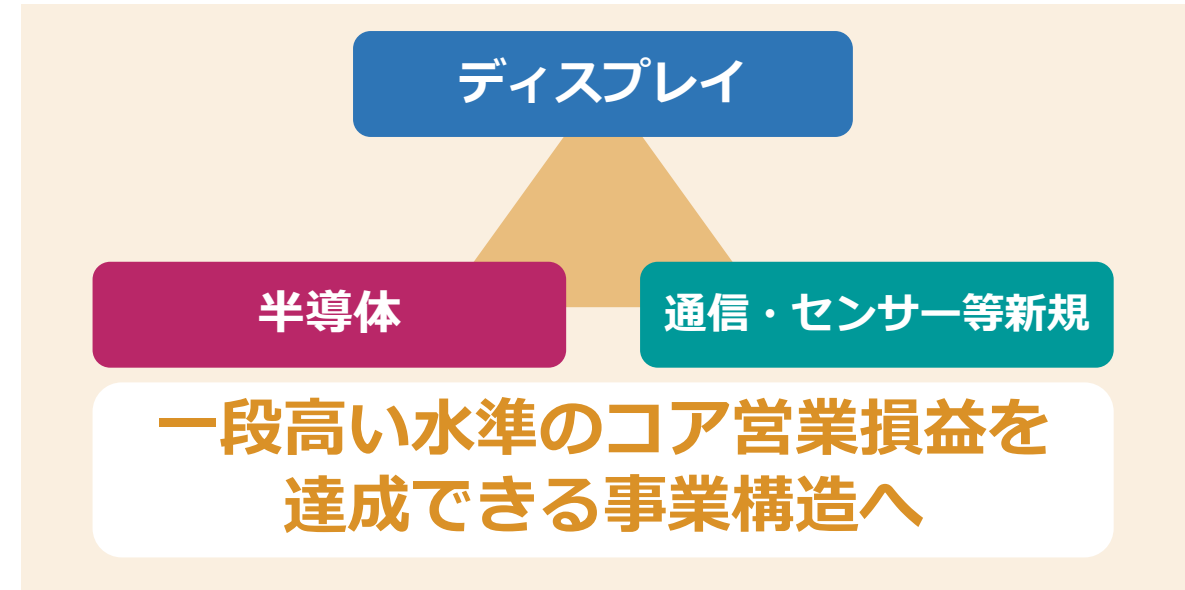 ディスプレイ
半導体
通信・センサー等新規
一段高い水準のコア営業損益を
達成できる事業構造へ